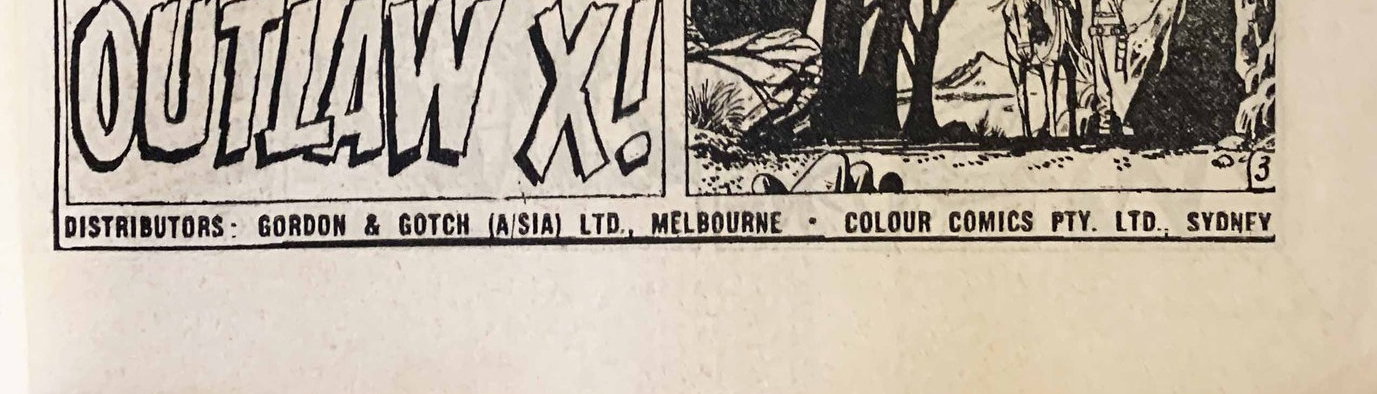 OUTLAW X!
3
DISTRIBUTORS: GORDON & GOTCH (A/SIA) LTD., MELBOURNE • COLOUR COMICS PTY. LTD., SYDNEY